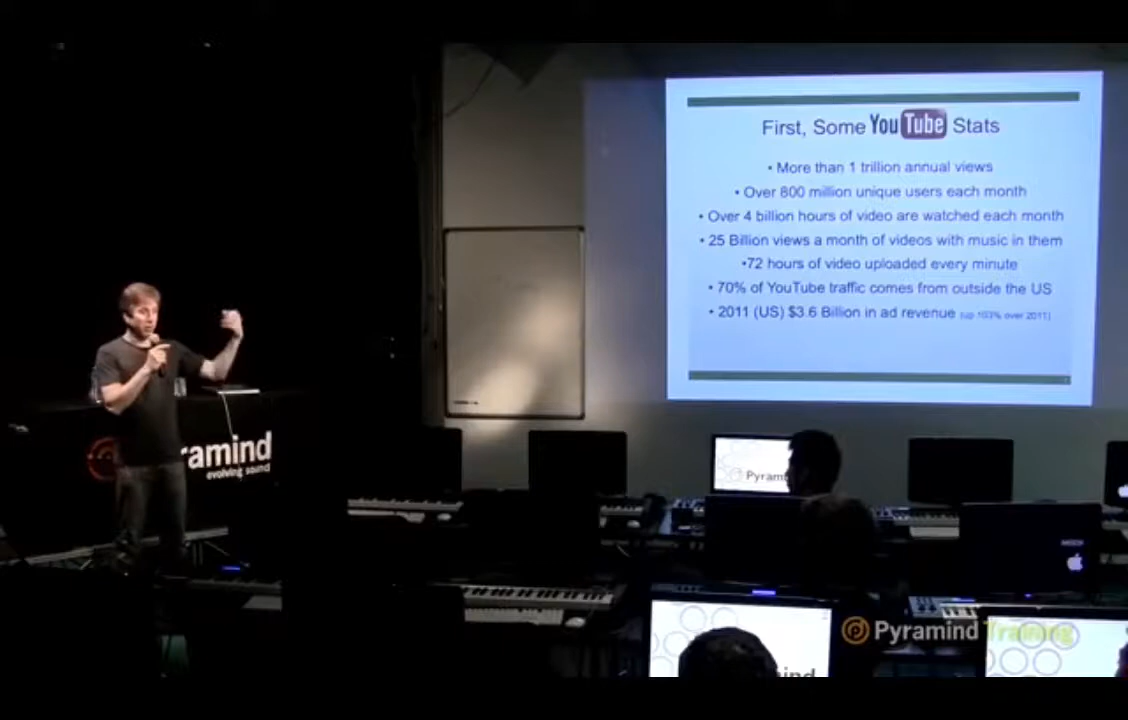 First, Some YouTube Stats
• More than 1 trillion annual views
• Over 800 million unique users each month
• Over 4 billion hours of video are watched each month
• 25 Billion views a month of videos with music in them
•72 hours of video uploaded every minute
• 70% of YouTube traffic comes from outside the US
• 2011 (US) $3.6 Billion in ad revenue (up 103% over 2011)
Pyramind
evolving sound
Pyram
Pyramind Training
ind